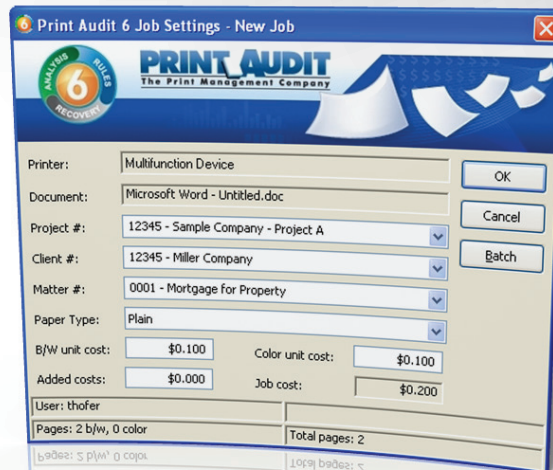 Print Audit 6 Job Settings - New Job
ANALYSIS RULES RECOVERY
6
PRINT AUDIT
The Print Management Company
Printer: Multifunction Device
OK
Document: Microsoft Word - Untitled.doc
Cancel
Project #: 12345 - Sample Company - Project A
Batch
Client #: 12345 - Miller Company
Matter #: 0001 - Mortgage for Property
Paper Type: Plain
B/W unit cost: $0.100 Color unit cost: $0.100
Added costs: $0.000 Job cost: $0.200
User: thofer
Pages: 2 b/w, 0 color Total pages: 2